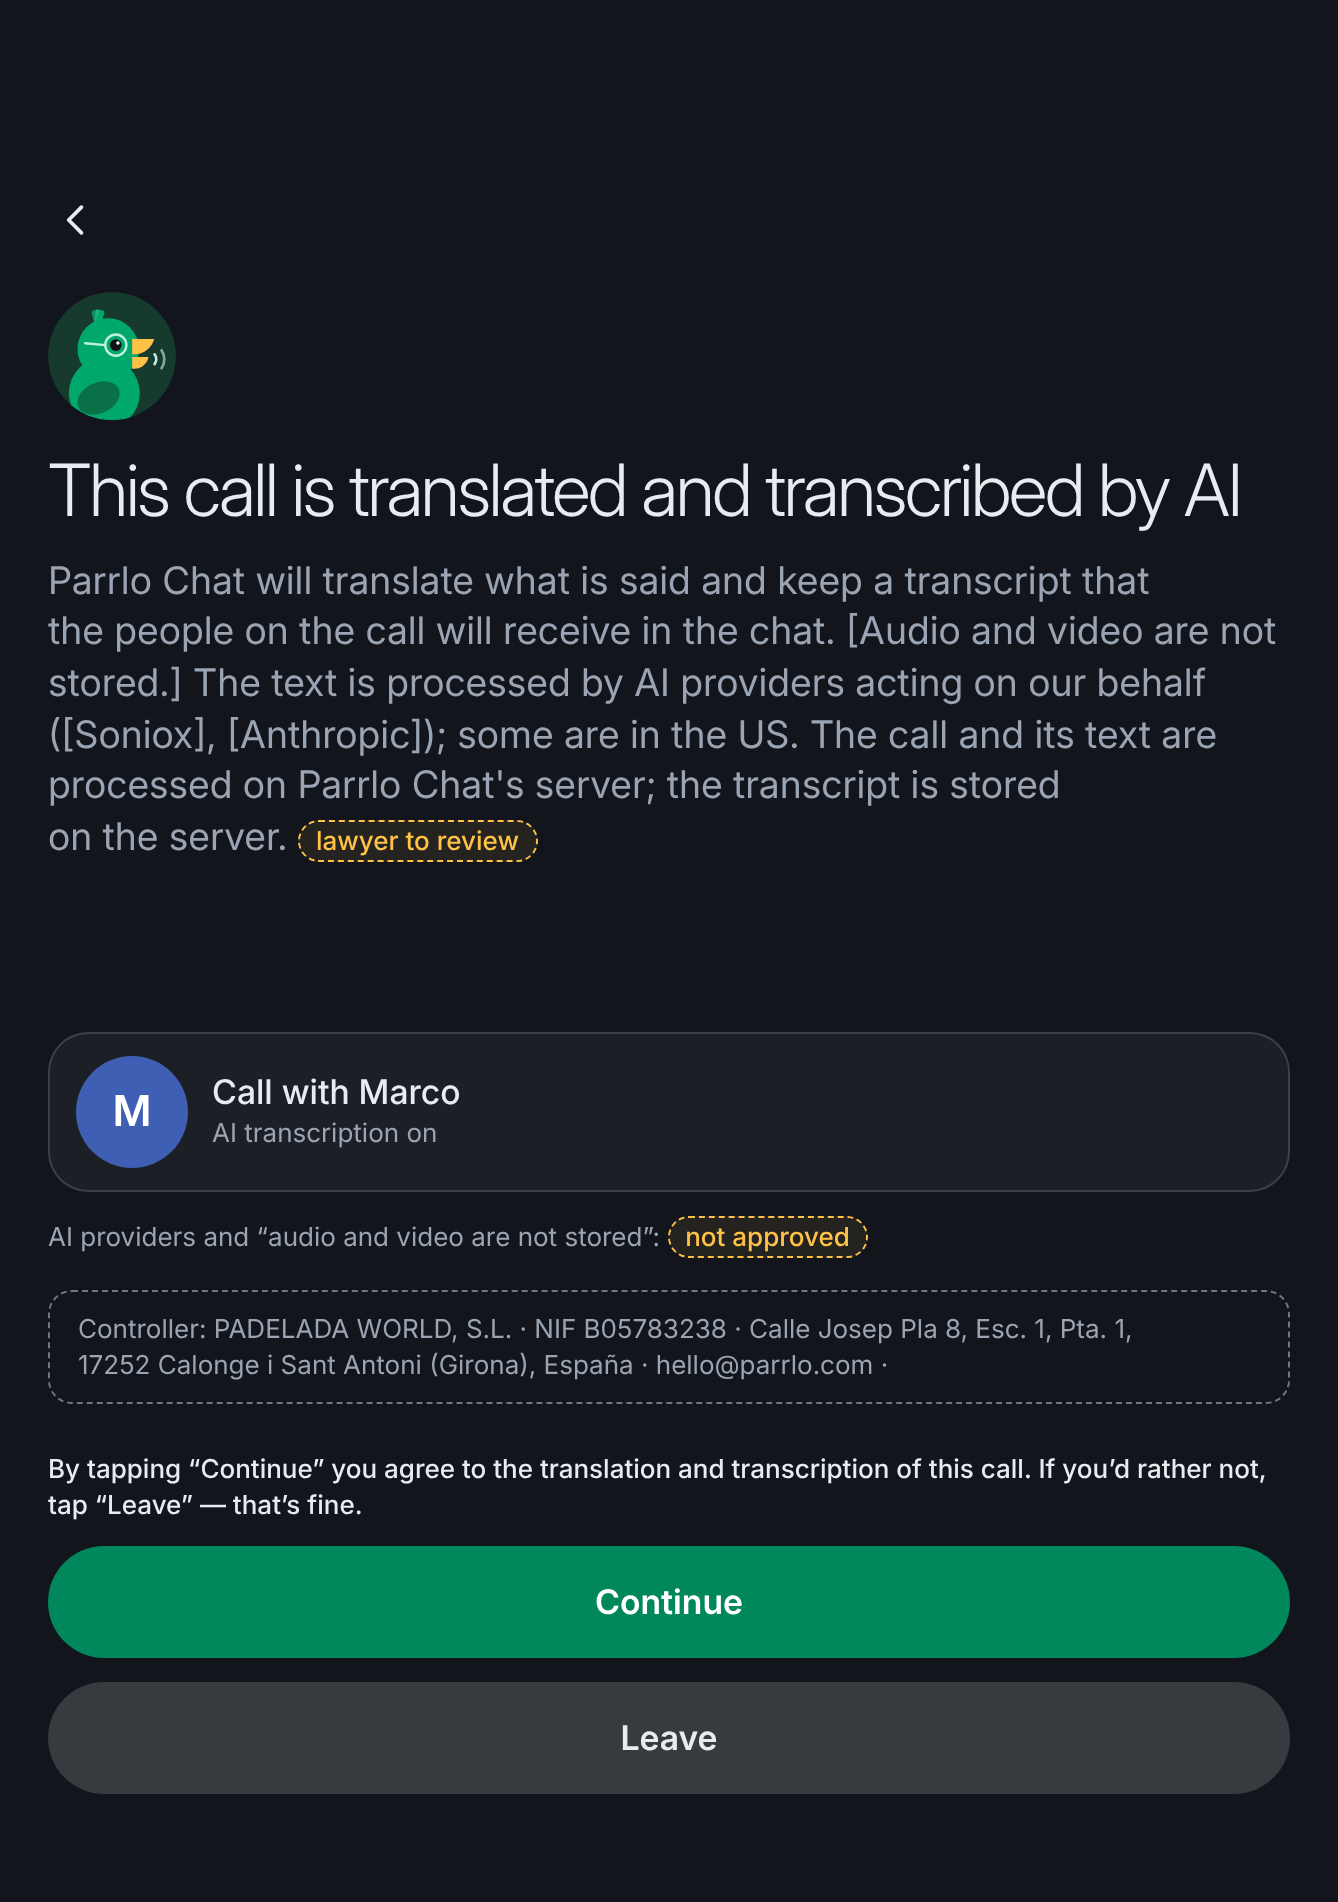 This call is translated and transcribed by AI
Parrlo Chat will translate what is said and keep a transcript that
the people on the call will receive in the chat. [Audio and video are not
stored.] The text is processed by AI providers acting on our behalf
([Soniox], [Anthropic]); some are in the US. The call and its text are
processed on Parrlo Chat's server; the transcript is stored
on the server. lawyer to review
M
Call with Marco
AI transcription on
AI providers and “audio and video are not stored”: not approved
Controller: PADELADA WORLD, S.L. · NIF B05783238 · Calle Josep Pla 8, Esc. 1, Pta. 1,
17252 Calonge i Sant Antoni (Girona), España · hello@parrlo.com ·
By tapping “Continue” you agree to the translation and transcription of this call. If you’d rather not,
tap “Leave” — that’s fine.
Continue
Leave